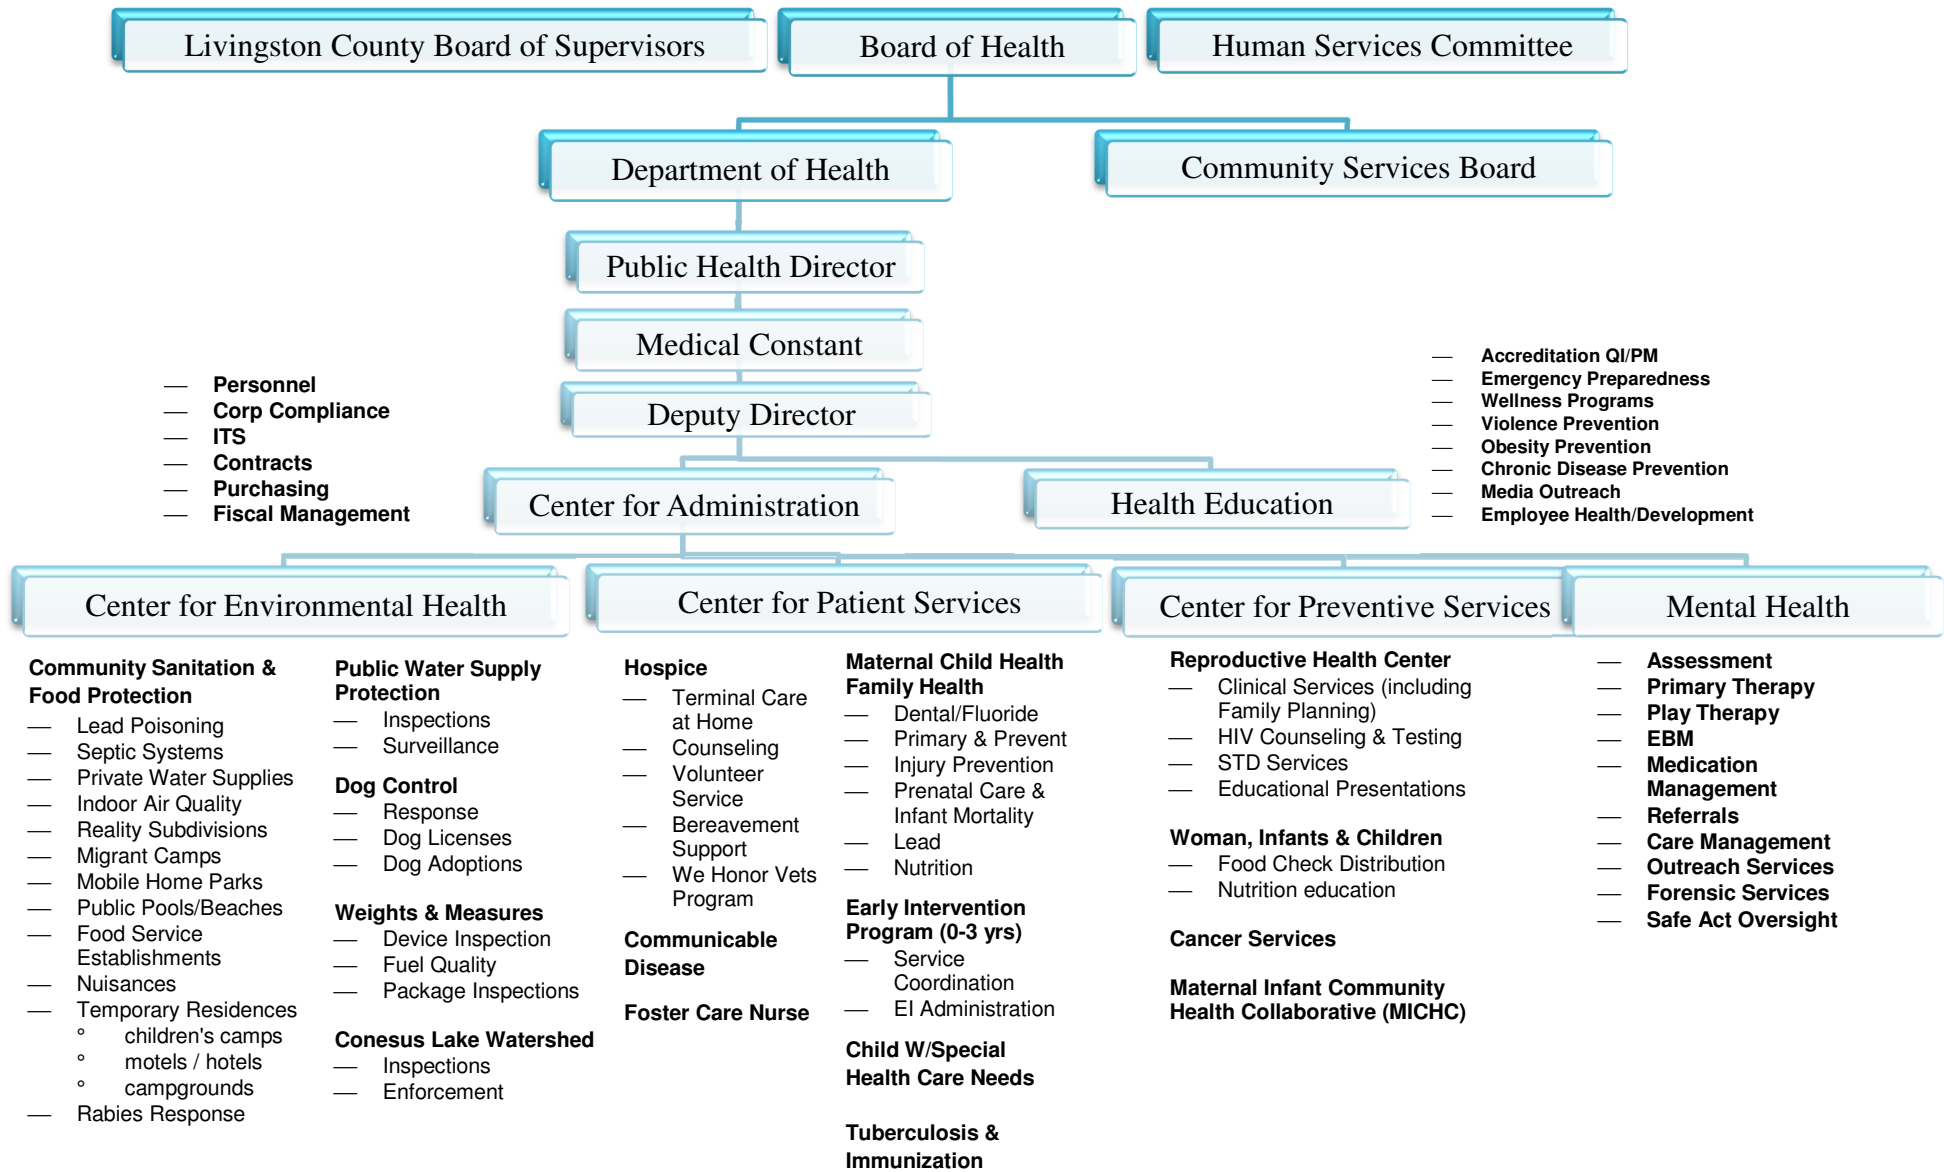 Livingston County Board of Supervisors
Board of Health
Human Services Committee
Department of Health
Community Services Board
Public Health Director
Medical Constant
Deputy Director
— Personnel
— Corp Compliance
— ITS
— Contracts
— Purchasing
— Fiscal Management
— Accreditation QI/PM
— Emergency Preparedness
— Wellness Programs
— Violence Prevention
— Obesity Prevention
— Chronic Disease Prevention
— Media Outreach
— Employee Health/Development
Center for Administration
Health Education
Center for Environmental Health
Center for Patient Services
Center for Preventive Services
Mental Health
Community Sanitation &
Food Protection
— Lead Poisoning
— Septic Systems
— Private Water Supplies
— Indoor Air Quality
— Reality Subdivisions
— Migrant Camps
— Mobile Home Parks
— Public Pools/Beaches
— Food Service
Establishments
— Nuisances
— Temporary Residences
° children's camps
° motels / hotels
° campgrounds
— Rabies Response
Public Water Supply
Protection
— Inspections
— Surveillance
Dog Control
— Response
— Dog Licenses
— Dog Adoptions
Weights & Measures
— Device Inspection
— Fuel Quality
— Package Inspections
Conesus Lake Watershed
— Inspections
— Enforcement
Hospice
— Terminal Care
at Home
— Counseling
— Volunteer
Service
— Bereavement
Support
— We Honor Vets
Program
Communicable
Disease
Foster Care Nurse
Maternal Child Health
Family Health
— Dental/Fluoride
— Primary & Prevent
— Injury Prevention
— Prenatal Care &
Infant Mortality
— Lead
— Nutrition
Early Intervention
Program (0-3 yrs)
— Service
Coordination
— EI Administration
Child W/Special
Health Care Needs
Tuberculosis &
Immunization
Reproductive Health Center
— Clinical Services (including
Family Planning)
— HIV Counseling & Testing
— STD Services
— Educational Presentations
Woman, Infants & Children
— Food Check Distribution
— Nutrition education
Cancer Services
Maternal Infant Community
Health Collaborative (MICHC)
— Assessment
— Primary Therapy
— Play Therapy
— EBM
— Medication
Management
— Referrals
— Care Management
— Outreach Services
— Forensic Services
— Safe Act Oversight